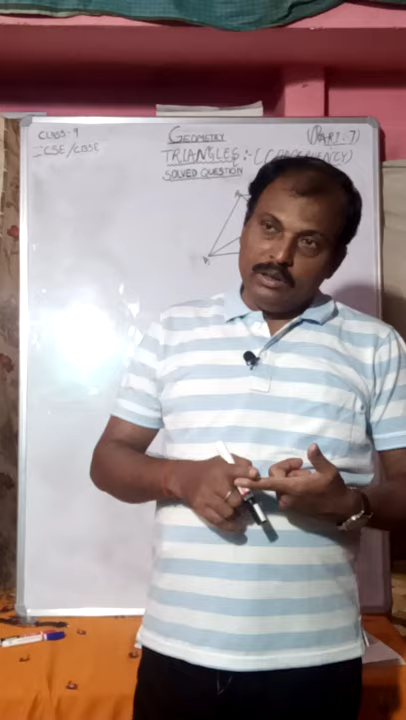 CLASS-9
ICSE/CBSE
GEOMETRY
(PART-7)
TRIANGLES:-(CONGRUENCY)
SOLVED QUESTION
A
B